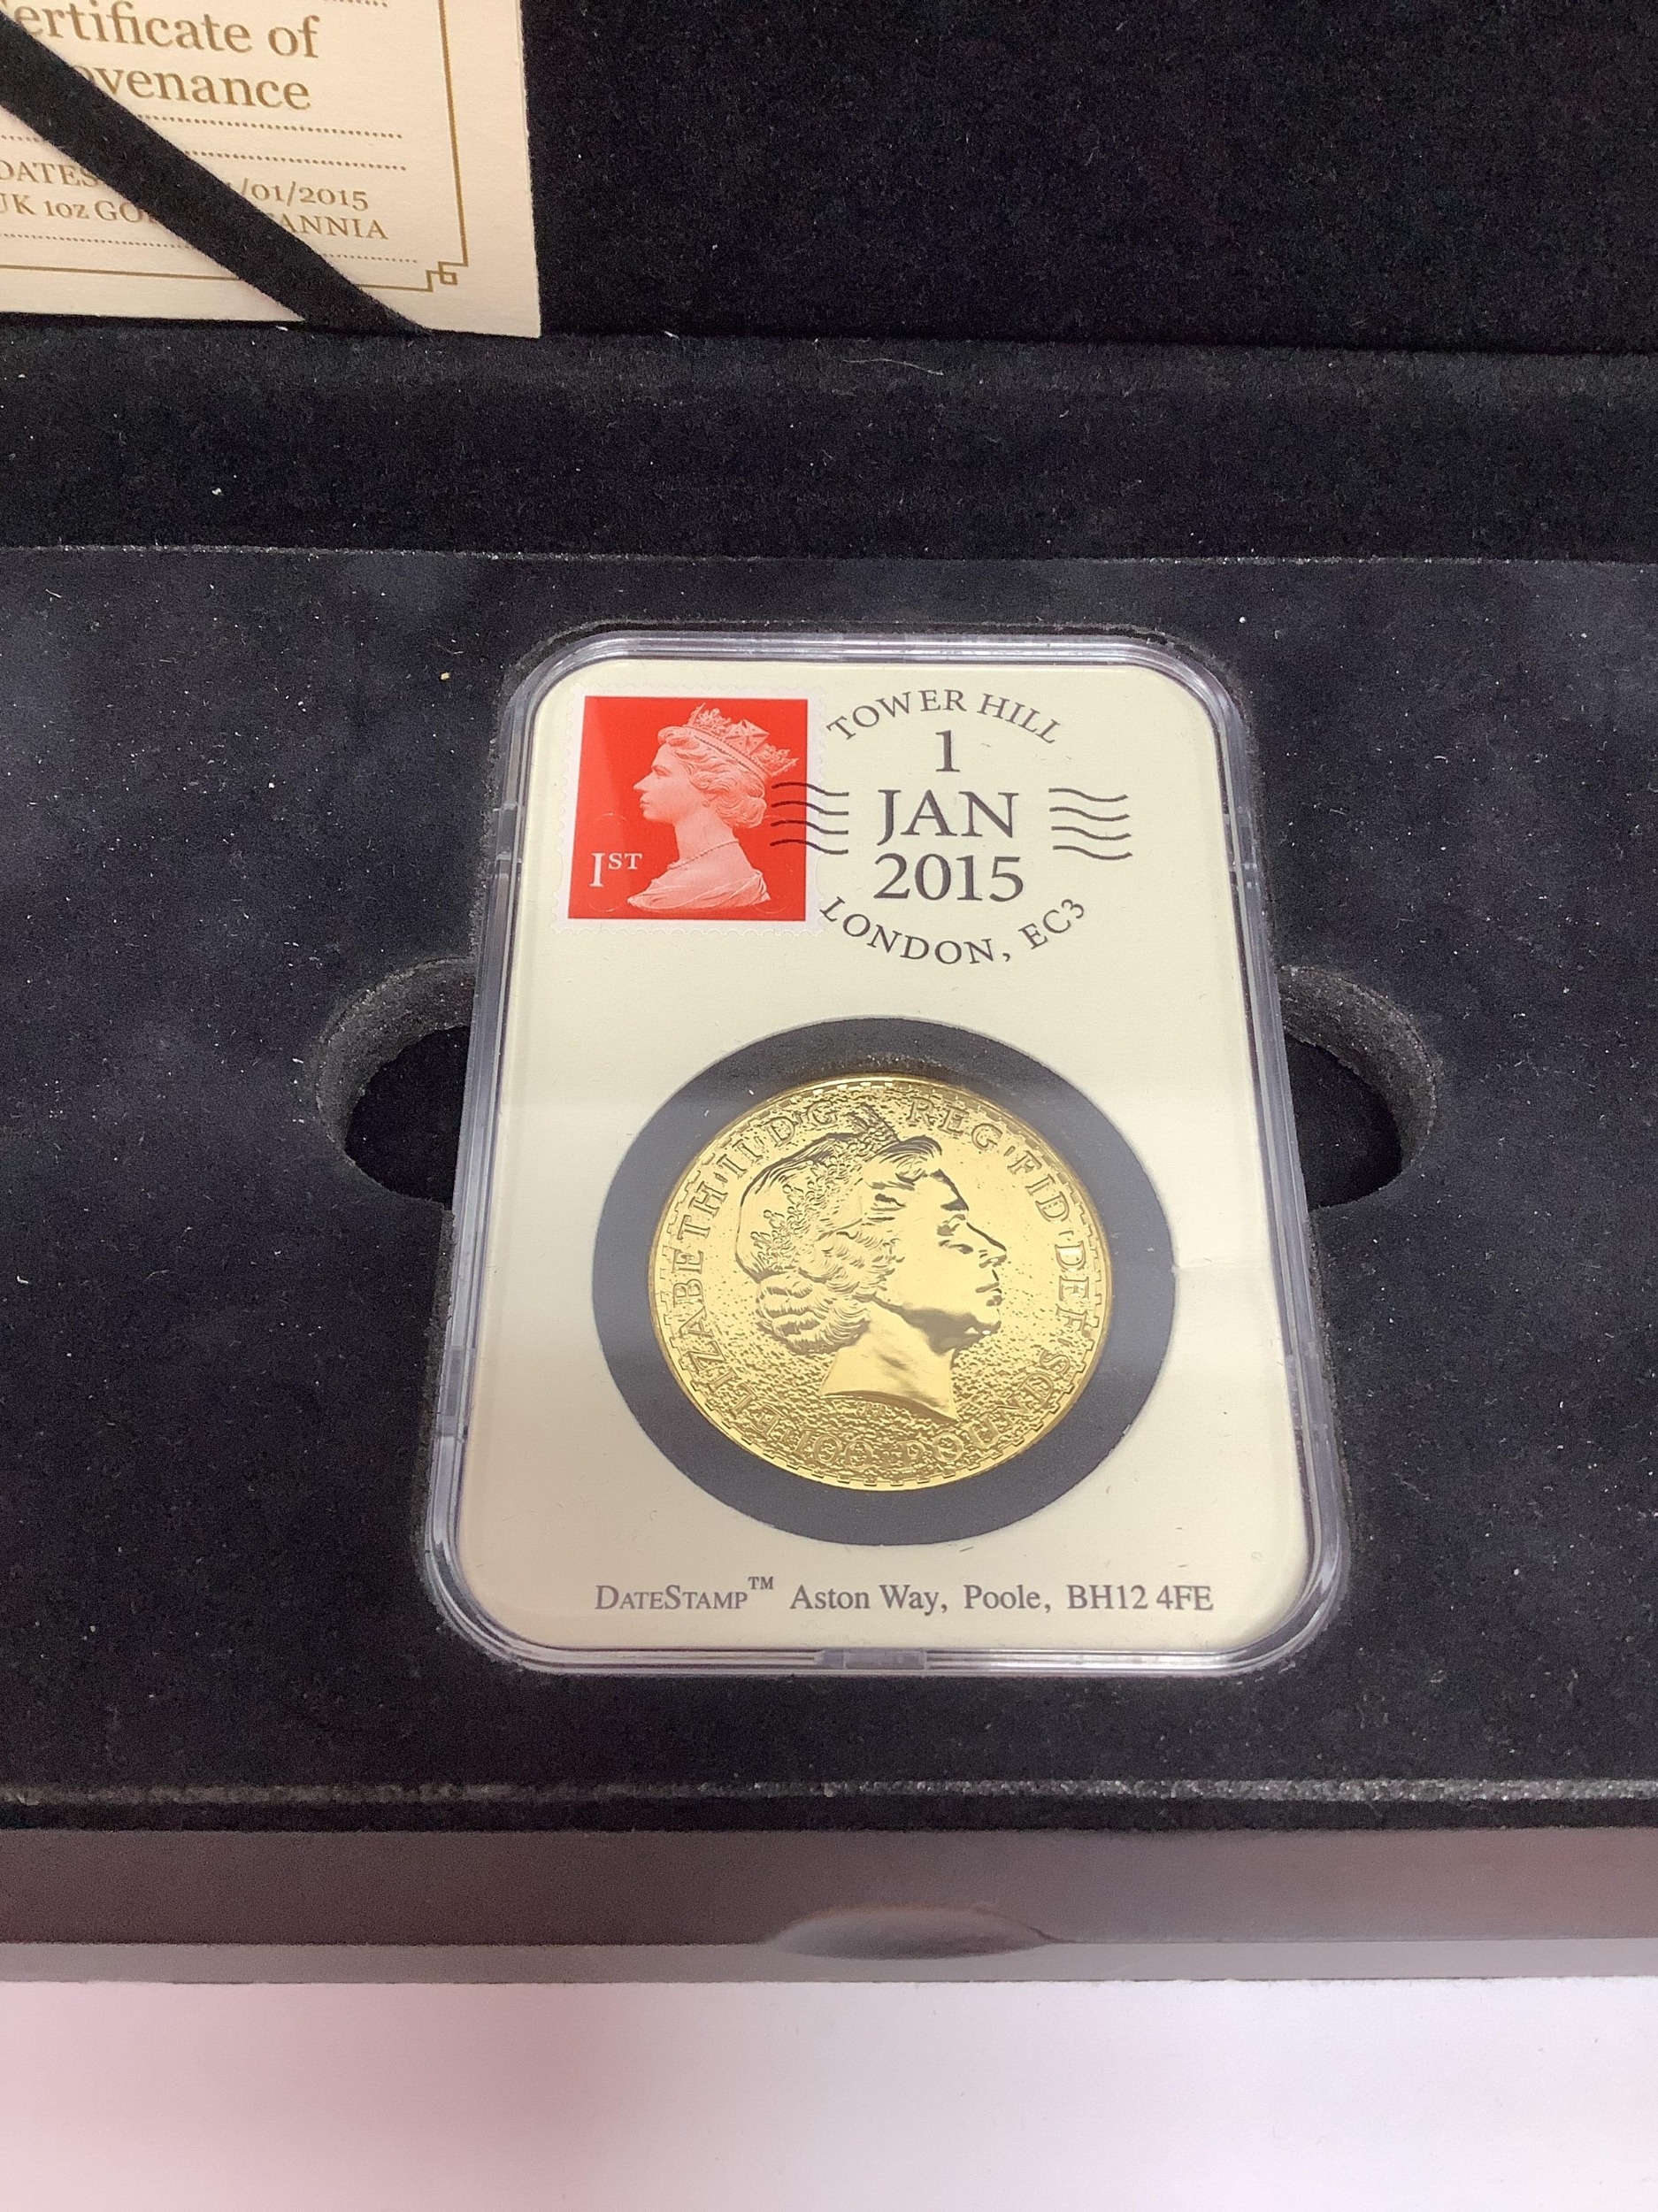 ertificate of
ovenance
DATES /01/2015
UK 1oz GO ANNIA
1ST
TOWER HILL
1
JAN
2015
LONDON, EC3
ELIZABETH·II·D·G· REG·FID·DEF
100 POUNDS
DATESTAMP™ Aston Way, Poole, BH12 4FE